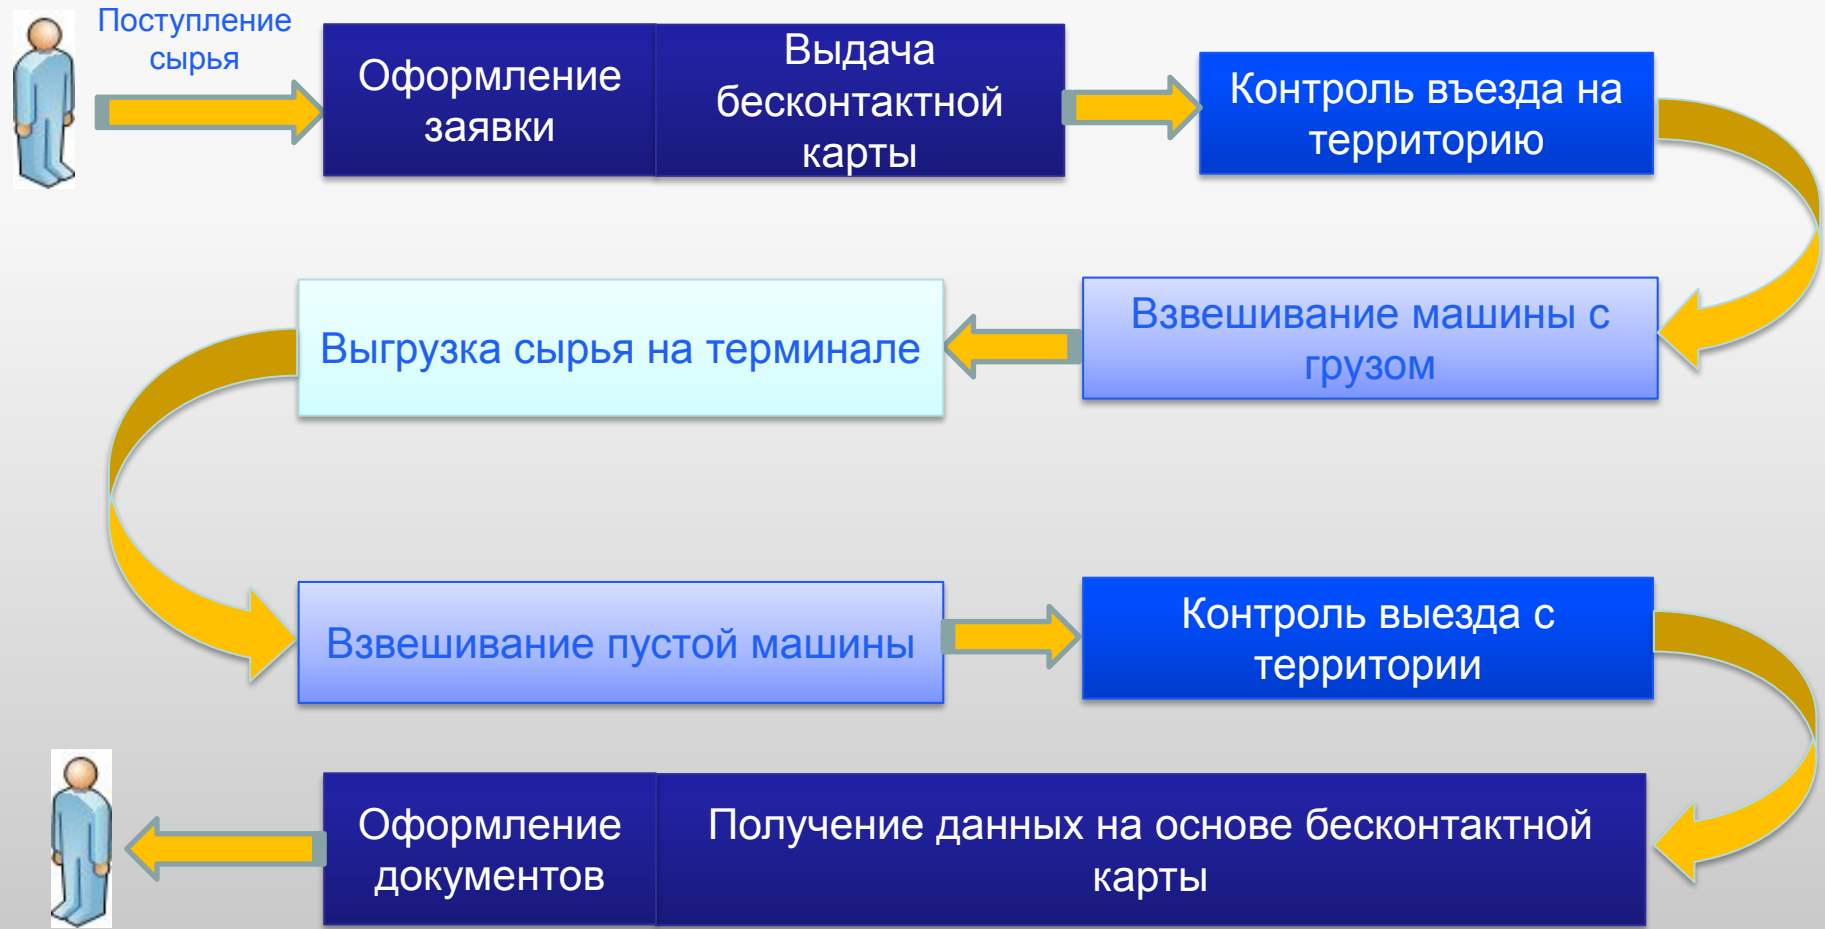 Поступление
сырья
Оформление
заявки
Выдача
бесконтактной
карты
Контроль въезда на
территорию
Взвешивание машины с
грузом
Выгрузка сырья на терминале
Взвешивание пустой машины
Контроль выезда с
территории
Получение данных на основе бесконтактной
карты
Оформление
документов